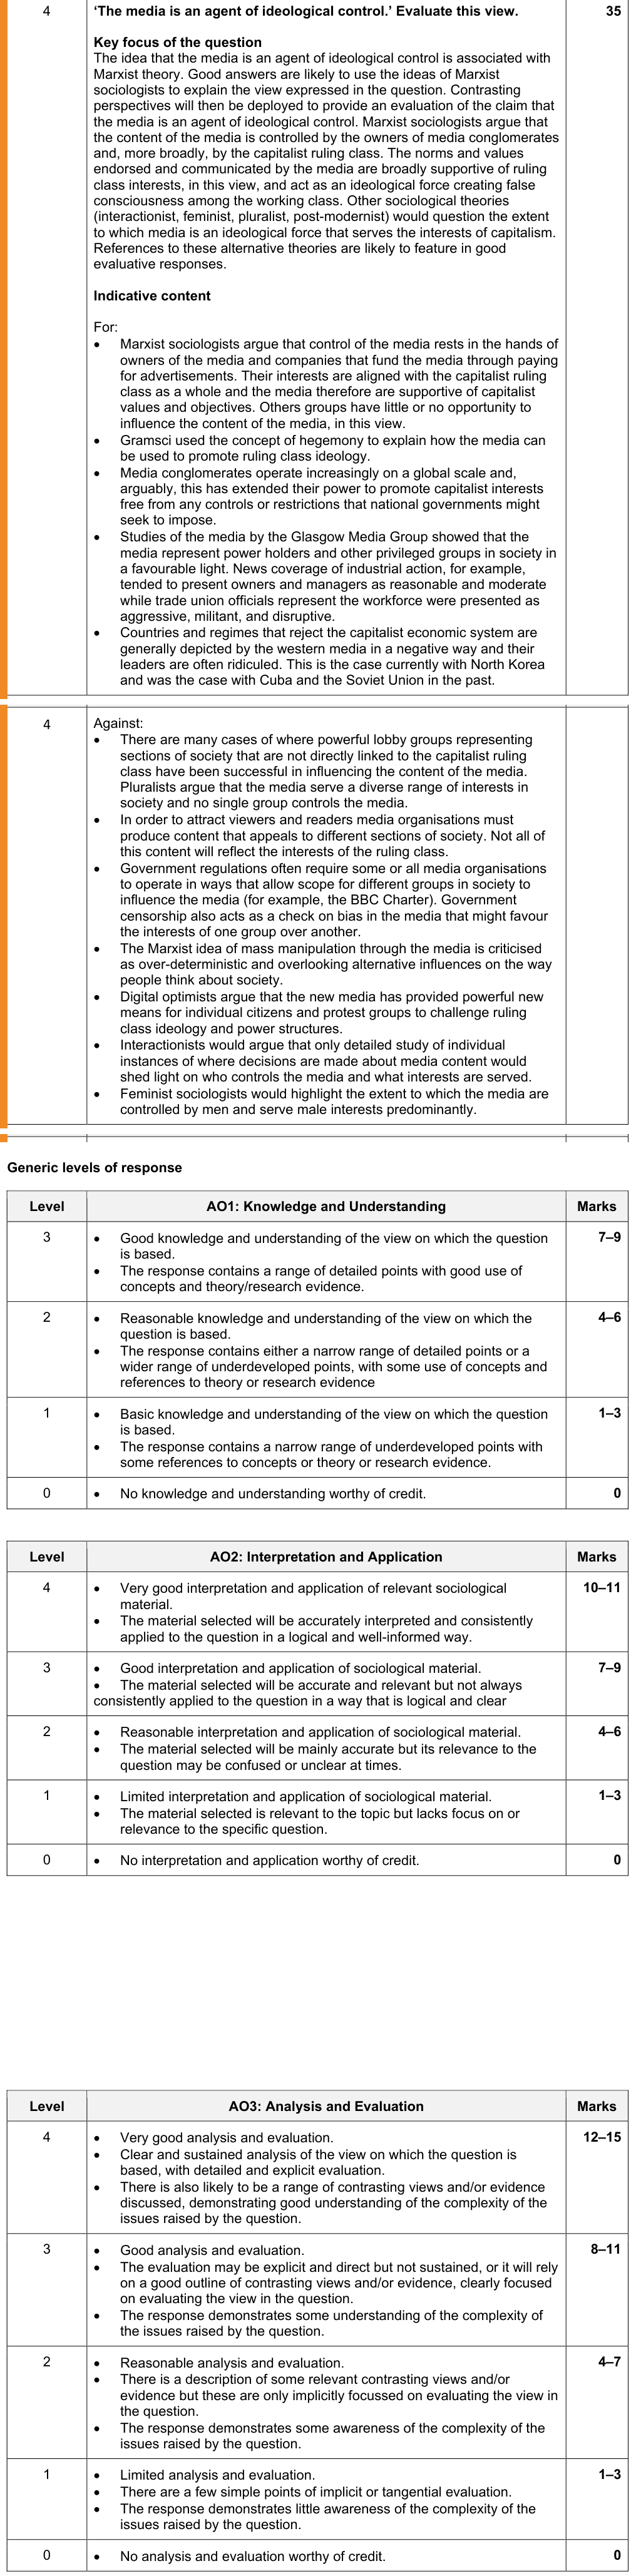 4 ‘The media is an agent of ideological control.’ Evaluate this view. 35
Key focus of the question
The idea that the media is an agent of ideological control is associated with
Marxist theory. Good answers are likely to use the ideas of Marxist
sociologists to explain the view expressed in the question. Contrasting
perspectives will then be deployed to provide an evaluation of the claim that
the media is an agent of ideological control. Marxist sociologists argue that
the content of the media is controlled by the owners of media conglomerates
and, more broadly, by the capitalist ruling class. The norms and values
endorsed and communicated by the media are broadly supportive of ruling
class interests, in this view, and act as an ideological force creating false
consciousness among the working class. Other sociological theories
(interactionist, feminist, pluralist, post-modernist) would question the extent
to which media is an ideological force that serves the interests of capitalism.
References to these alternative theories are likely to feature in good
evaluative responses.
Indicative content
For:
• Marxist sociologists argue that control of the media rests in the hands of
owners of the media and companies that fund the media through paying
for advertisements. Their interests are aligned with the capitalist ruling
class as a whole and the media therefore are supportive of capitalist
values and objectives. Others groups have little or no opportunity to
influence the content of the media, in this view.
• Gramsci used the concept of hegemony to explain how the media can
be used to promote ruling class ideology.
• Media conglomerates operate increasingly on a global scale and,
arguably, this has extended their power to promote capitalist interests
free from any controls or restrictions that national governments might
seek to impose.
• Studies of the media by the Glasgow Media Group showed that the
media represent power holders and other privileged groups in society in
a favourable light. News coverage of industrial action, for example,
tended to present owners and managers as reasonable and moderate
while trade union officials represent the workforce were presented as
aggressive, militant, and disruptive.
• Countries and regimes that reject the capitalist economic system are
generally depicted by the western media in a negative way and their
leaders are often ridiculed. This is the case currently with North Korea
and was the case with Cuba and the Soviet Union in the past.
4 Against:
• There are many cases of where powerful lobby groups representing
sections of society that are not directly linked to the capitalist ruling
class have been successful in influencing the content of the media.
Pluralists argue that the media serve a diverse range of interests in
society and no single group controls the media.
• In order to attract viewers and readers media organisations must
produce content that appeals to different sections of society. Not all of
this content will reflect the interests of the ruling class.
• Government regulations often require some or all media organisations
to operate in ways that allow scope for different groups in society to
influence the media (for example, the BBC Charter). Government
censorship also acts as a check on bias in the media that might favour
the interests of one group over another.
• The Marxist idea of mass manipulation through the media is criticised
as over-deterministic and overlooking alternative influences on the way
people think about society.
• Digital optimists argue that the new media has provided powerful new
means for individual citizens and protest groups to challenge ruling
class ideology and power structures.
• Interactionists would argue that only detailed study of individual
instances of where decisions are made about media content would
shed light on who controls the media and what interests are served.
• Feminist sociologists would highlight the extent to which the media are
controlled by men and serve male interests predominantly.
Generic levels of response
Level AO1: Knowledge and Understanding Marks
3 • Good knowledge and understanding of the view on which the question 7–9
is based.
• The response contains a range of detailed points with good use of
concepts and theory/research evidence.
2 • Reasonable knowledge and understanding of the view on which the 4–6
question is based.
• The response contains either a narrow range of detailed points or a
wider range of underdeveloped points, with some use of concepts and
references to theory or research evidence
1 • Basic knowledge and understanding of the view on which the question 1–3
is based.
• The response contains a narrow range of underdeveloped points with
some references to concepts or theory or research evidence.
0 • No knowledge and understanding worthy of credit. 0
Level AO2: Interpretation and Application Marks
4 • Very good interpretation and application of relevant sociological 10–11
material.
• The material selected will be accurately interpreted and consistently
applied to the question in a logical and well-informed way.
3 • Good interpretation and application of sociological material. 7–9
• The material selected will be accurate and relevant but not always
consistently applied to the question in a way that is logical and clear
2 • Reasonable interpretation and application of sociological material. 4–6
• The material selected will be mainly accurate but its relevance to the
question may be confused or unclear at times.
1 • Limited interpretation and application of sociological material. 1–3
• The material selected is relevant to the topic but lacks focus on or
relevance to the specific question.
0 • No interpretation and application worthy of credit. 0
Level AO3: Analysis and Evaluation Marks
4 • Very good analysis and evaluation. 12–15
• Clear and sustained analysis of the view on which the question is
based, with detailed and explicit evaluation.
• There is also likely to be a range of contrasting views and/or evidence
discussed, demonstrating good understanding of the complexity of the
issues raised by the question.
3 • Good analysis and evaluation. 8–11
• The evaluation may be explicit and direct but not sustained, or it will rely
on a good outline of contrasting views and/or evidence, clearly focused
on evaluating the view in the question.
• The response demonstrates some understanding of the complexity of
the issues raised by the question.
2 • Reasonable analysis and evaluation. 4–7
• There is a description of some relevant contrasting views and/or
evidence but these are only implicitly focussed on evaluating the view in
the question.
• The response demonstrates some awareness of the complexity of the
issues raised by the question.
1 • Limited analysis and evaluation. 1–3
• There are a few simple points of implicit or tangential evaluation.
• The response demonstrates little awareness of the complexity of the
issues raised by the question.
0 • No analysis and evaluation worthy of credit. 0